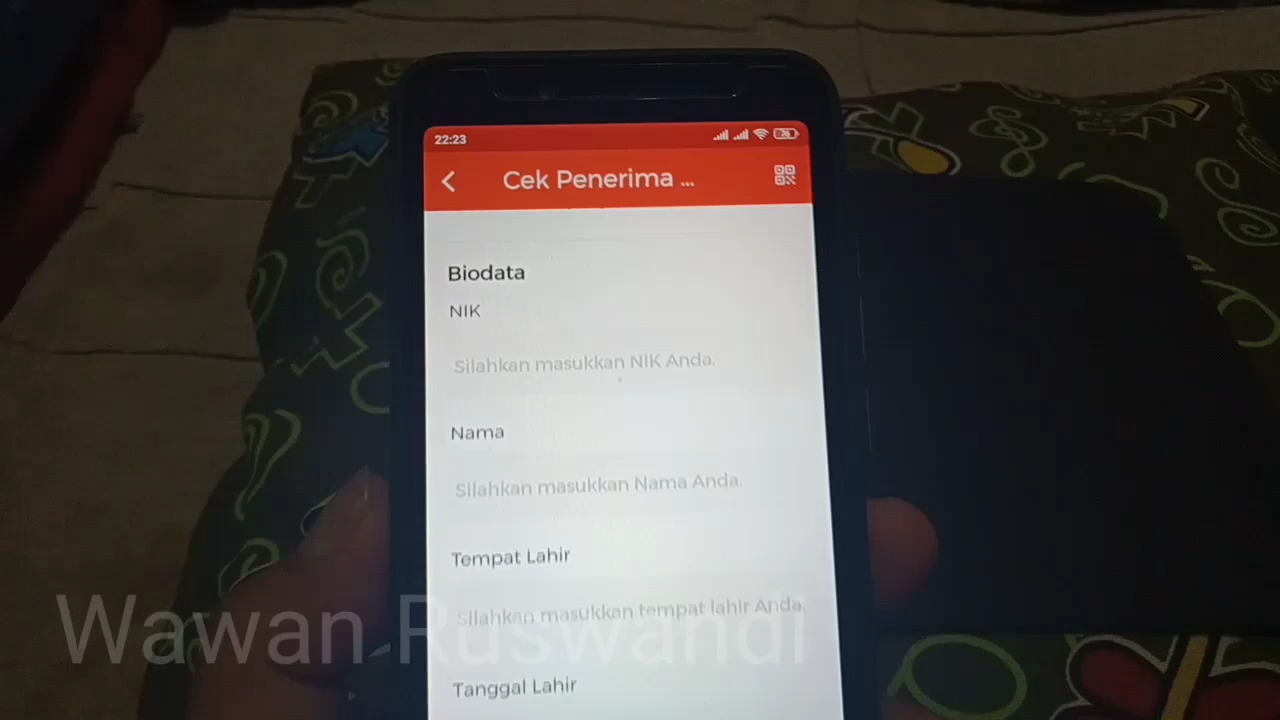 22:23
76
Cek Penerima ...
Biodata
NIK
Silahkan masukkan NIK Anda.
Nama
Silahkan masukkan Nama Anda.
Tempat Lahir
Silahkan masukkan tempat lahir Anda.
Wawan Ruswandi
Tanggal Lahir